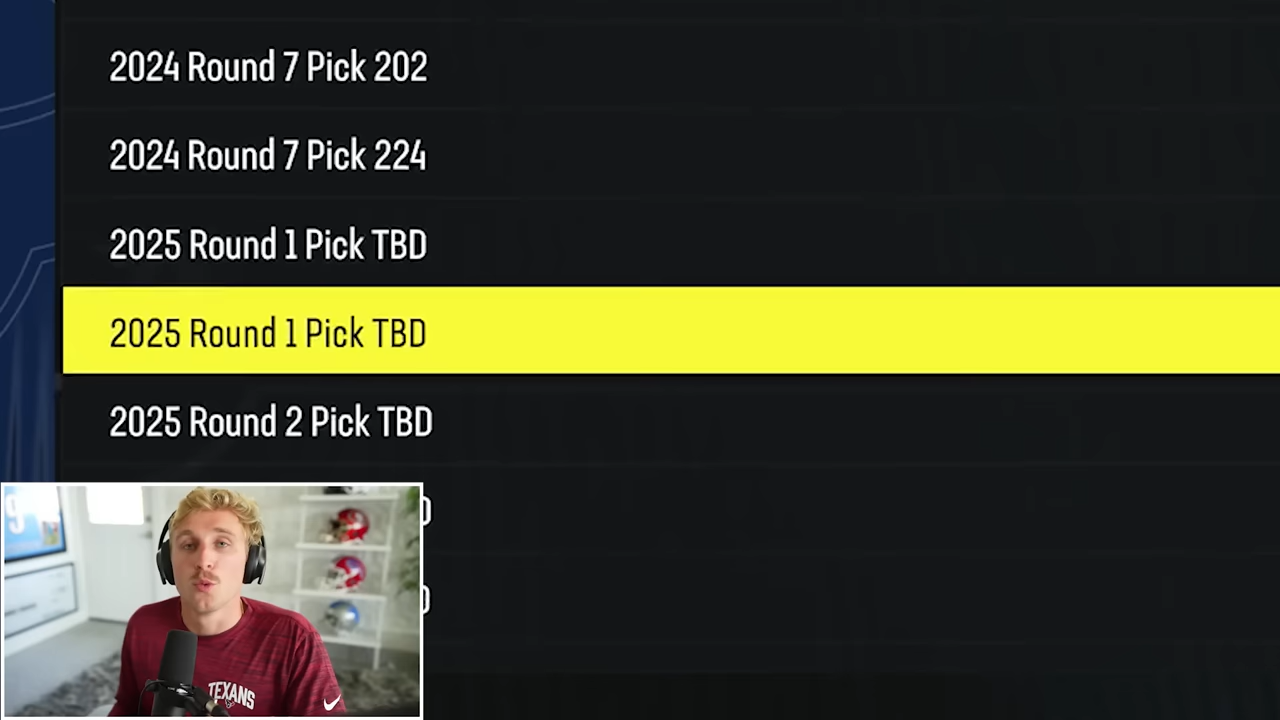 2024 Round 7 Pick 202
2024 Round 7 Pick 224
2025 Round 1 Pick TBD
2025 Round 1 Pick TBD
2025 Round 2 Pick TBD
D
D
9
TEXANS